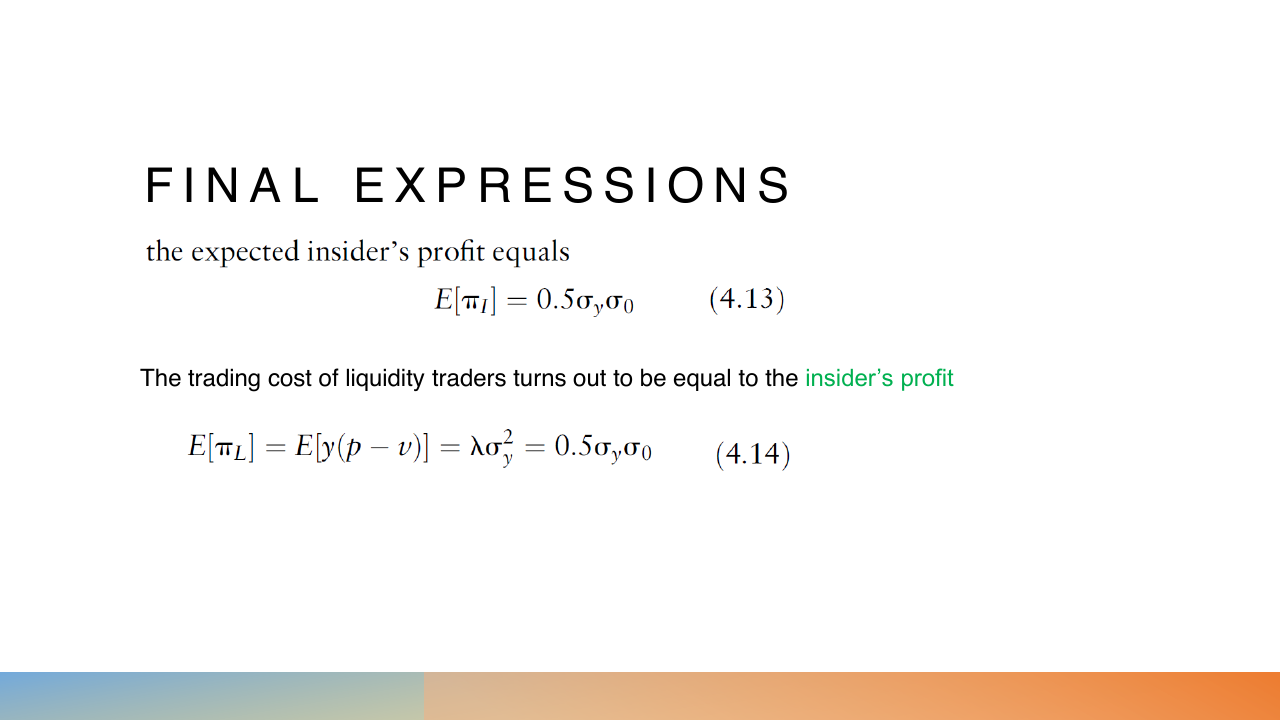 FINAL EXPRESSIONS
the expected insider's profit equals
E[π_I] = 0.5σ_yσ_0 (4.13)
The trading cost of liquidity traders turns out to be equal to the insider's profit
E[π_L] = E[y(p − v)] = λσ_y^2 = 0.5σ_yσ_0 (4.14)